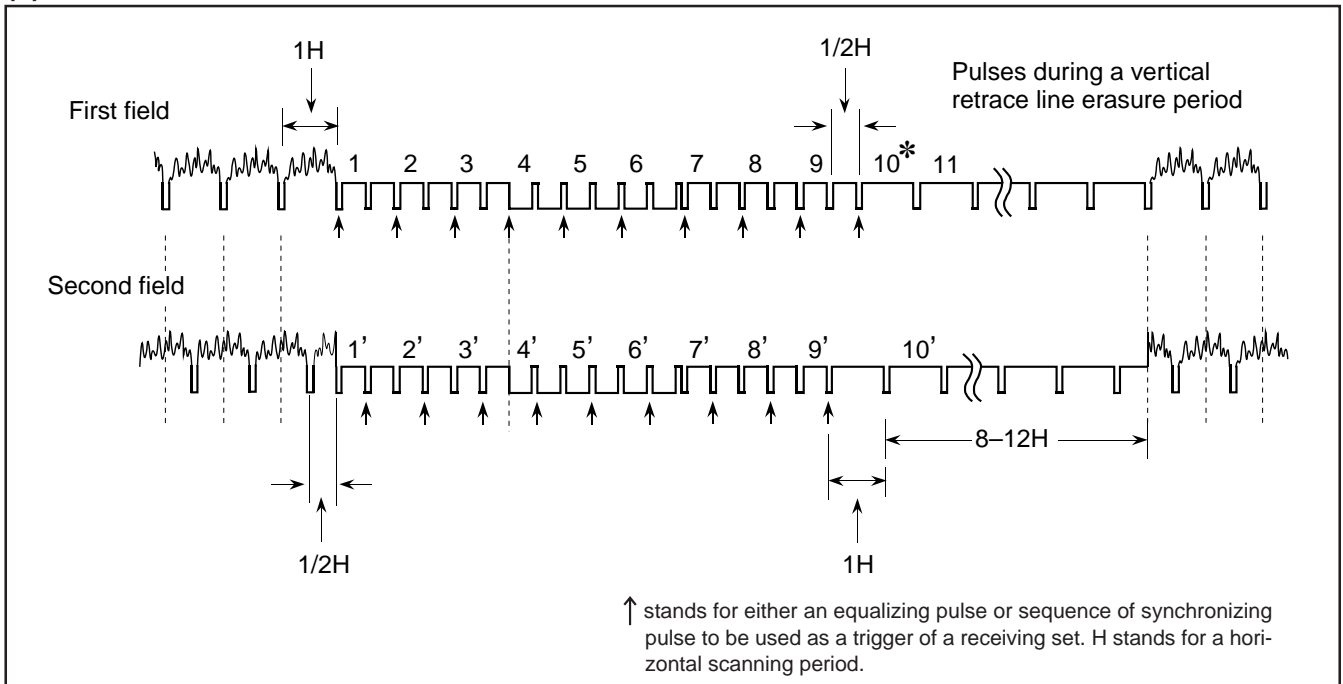 1H
1/2H
Pulses during a vertical
retrace line erasure period
First field
1 2 3 4 5 6 7 8 9 10* 11
Second field
1’ 2’ 3’ 4’ 5’ 6’ 7’ 8’ 9’ 10’
8–12H
1/2H
1H
↑ stands for either an equalizing pulse or sequence of synchronizing
pulse to be used as a trigger of a receiving set. H stands for a hori-
zontal scanning period.